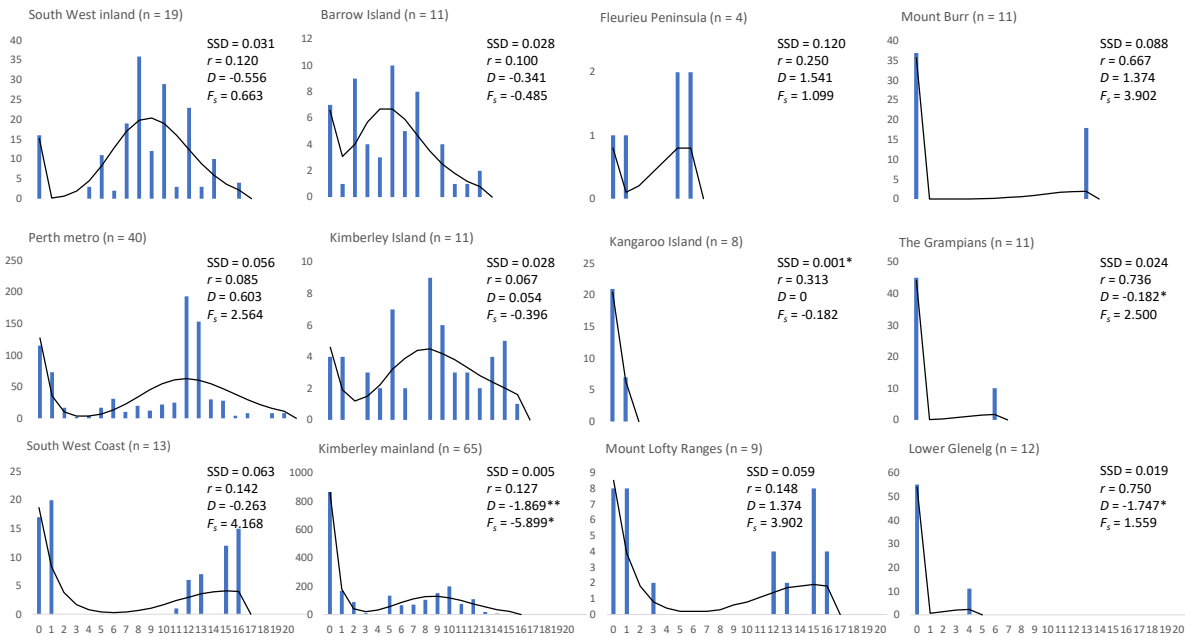 South West inland (n = 19)
SSD = 0.031
r = 0.120
D = -0.556
Fs = 0.663
40
35
30
25
20
15
10
5
0
Barrow Island (n = 11)
SSD = 0.028
r = 0.100
D = -0.341
Fs = -0.485
12
10
8
6
4
2
0
Fleurieu Peninsula (n = 4)
SSD = 0.120
r = 0.250
D = 1.541
Fs = 1.099
2
1
0
Mount Burr (n = 11)
SSD = 0.088
r = 0.667
D = 1.374
Fs = 3.902
40
35
30
25
20
15
10
5
0
Perth metro (n = 40)
SSD = 0.056
r = 0.085
D = 0.603
Fs = 2.564
250
200
150
100
50
0
Kimberley Island (n = 11)
SSD = 0.028
r = 0.067
D = 0.054
Fs = -0.396
10
8
6
4
2
0
Kangaroo Island (n = 8)
SSD = 0.001*
r = 0.313
D = 0
Fs = -0.182
25
20
15
10
5
0
The Grampians (n = 11)
SSD = 0.024
r = 0.736
D = -0.182*
Fs = 2.500
50
40
30
20
10
0
South West Coast (n = 13)
SSD = 0.063
r = 0.142
D = -0.263
Fs = 4.168
25
20
15
10
5
0
0 1 2 3 4 5 6 7 8 9 10 11 12 13 14 15 16 17 18 19 20
Kimberley mainland (n = 65)
SSD = 0.005
r = 0.127
D = -1.869**
Fs = -5.899*
1000
800
600
400
200
0
0 1 2 3 4 5 6 7 8 9 10 11 12 13 14 15 16 17 18 19 20
Mount Lofty Ranges (n = 9)
SSD = 0.059
r = 0.148
D = 1.374
Fs = 3.902
9
8
7
6
5
4
3
2
1
0
0 1 2 3 4 5 6 7 8 9 10 11 12 13 14 15 16 17 18 19 20
Lower Glenelg (n = 12)
SSD = 0.019
r = 0.750
D = -1.747*
Fs = 1.559
60
50
40
30
20
10
0
0 1 2 3 4 5 6 7 8 9 10 11 12 13 14 15 16 17 18 19 20